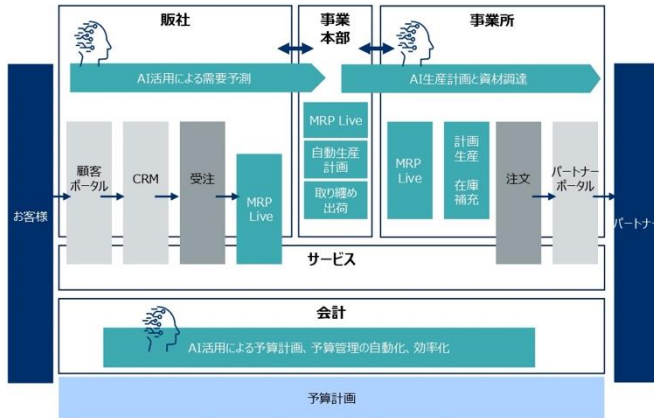 販社
事業
本部
事業所
AI活用による需要予測
AI生産計画と資材調達
お客様
顧客
ポータル
CRM
受注
MRP
Live
MRP Live
自動生産
計画
取り纏め
出荷
MRP
Live
計画
生産
在庫
補充
注文
パートナー
ポータル
パートナー
サービス
会計
AI活用による予算計画、予算管理の自動化、効率化
予算計画